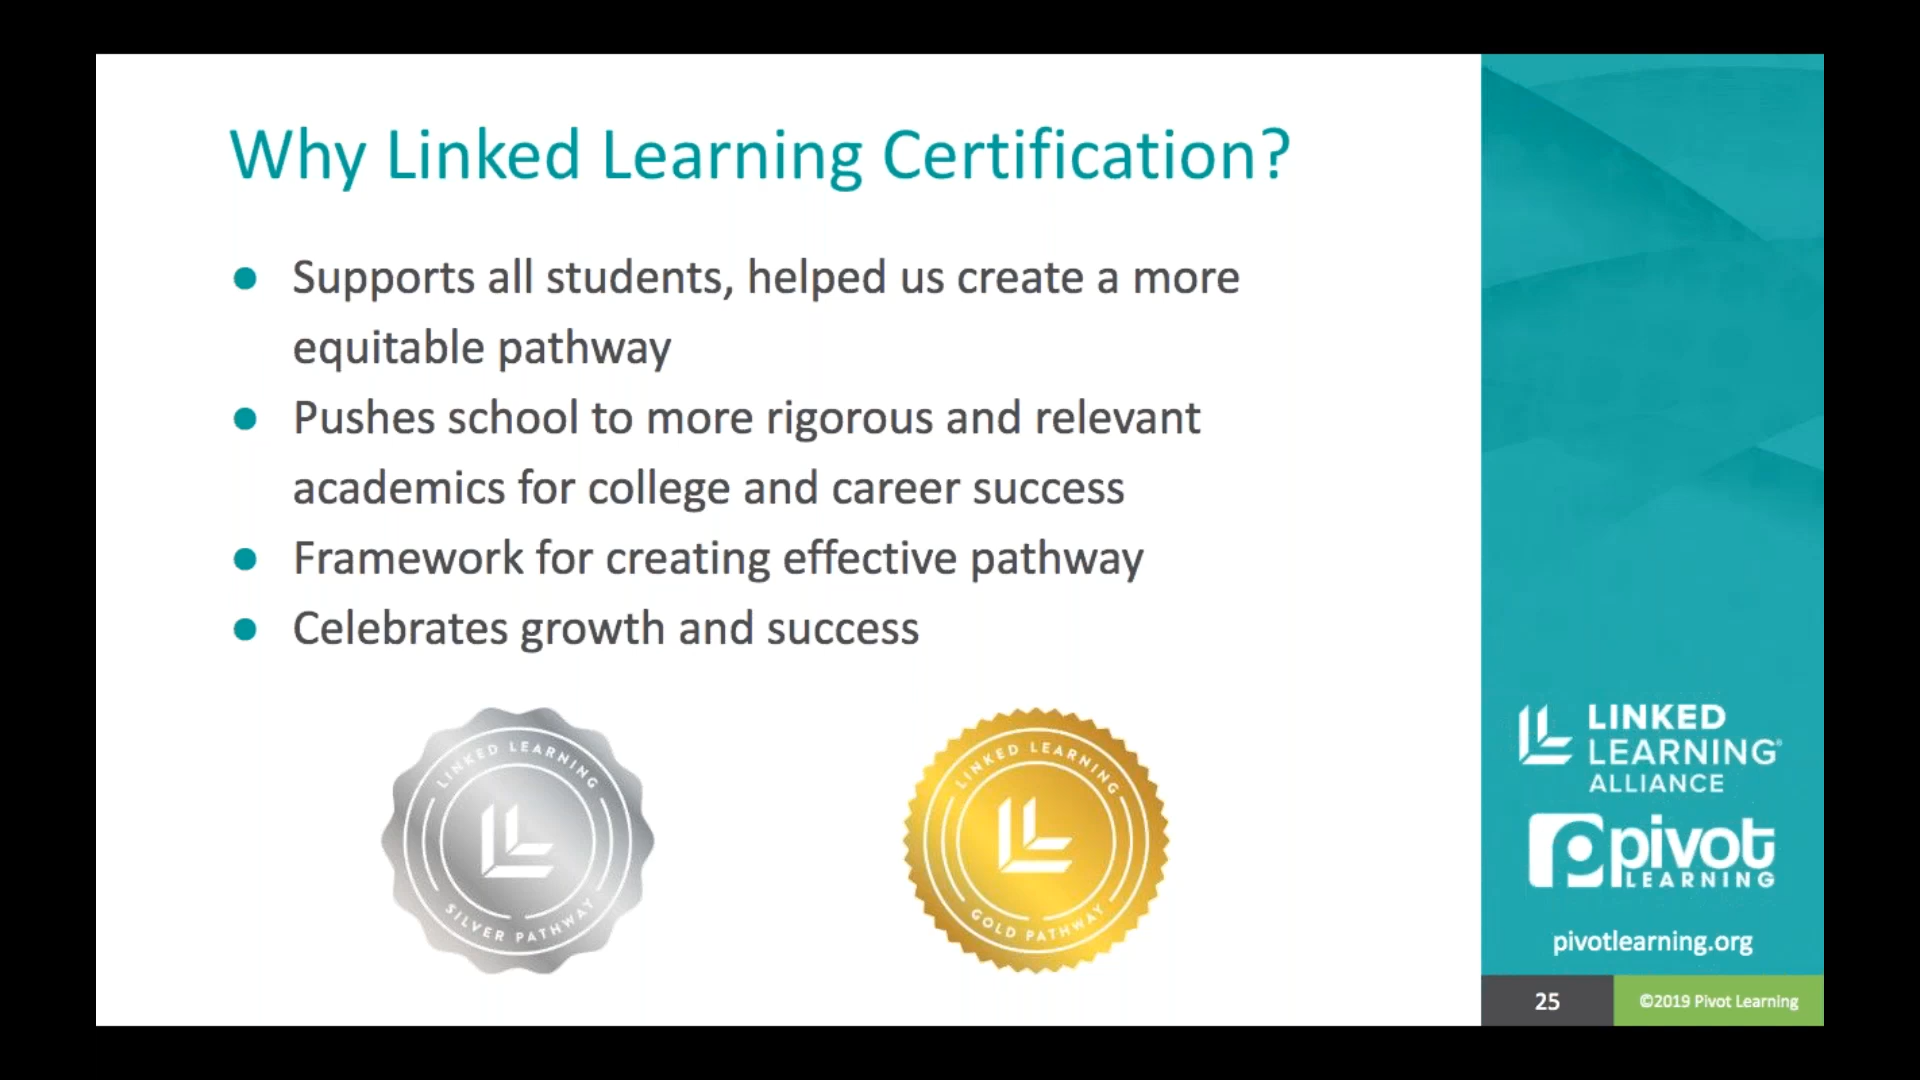 Why Linked Learning Certification?
● Supports all students, helped us create a more
equitable pathway
● Pushes school to more rigorous and relevant
academics for college and career success
● Framework for creating effective pathway
● Celebrates growth and success
LINKED LEARNING
SILVER PATHWAY
LINKED LEARNING
GOLD PATHWAY
LINKED
LEARNING®
ALLIANCE
pivot
LEARNING
pivotlearning.org
25
©2019 Pivot Learning